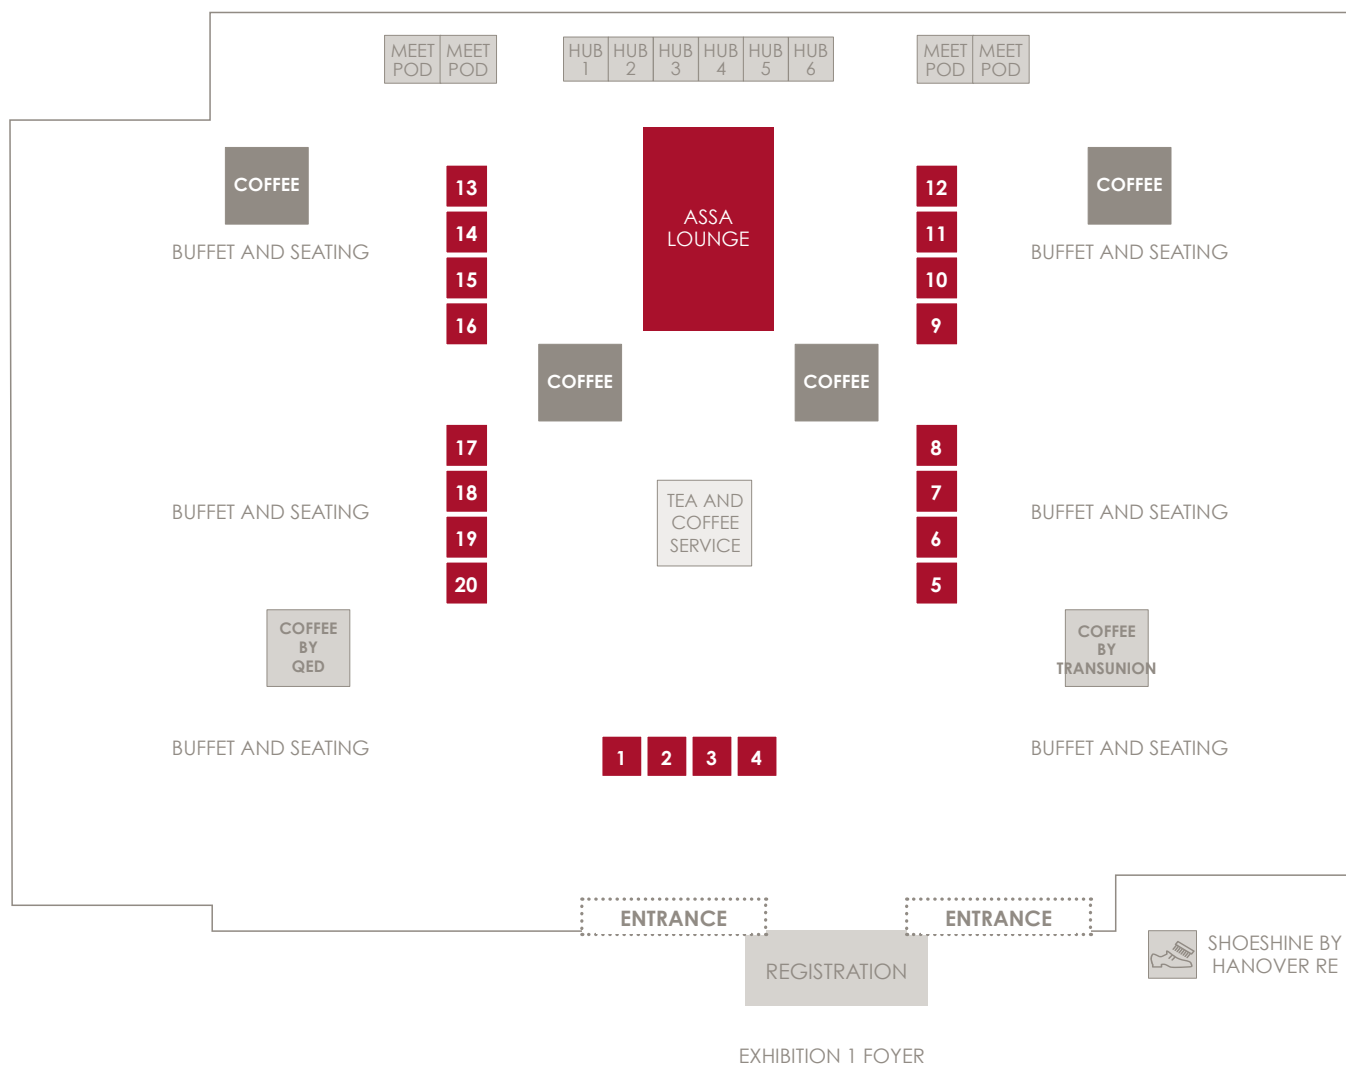 MEET POD
MEET POD
HUB 1
HUB 2
HUB 3
HUB 4
HUB 5
HUB 6
MEET POD
MEET POD
COFFEE
13
ASSA
LOUNGE
12
COFFEE
14
11
BUFFET AND SEATING
BUFFET AND SEATING
15
10
16
9
COFFEE
COFFEE
17
8
18
7
BUFFET AND SEATING
TEA AND
COFFEE
SERVICE
BUFFET AND SEATING
19
6
20
5
COFFEE
BY
QED
COFFEE
BY
TRANSUNION
BUFFET AND SEATING
1
2
3
4
BUFFET AND SEATING
ENTRANCE
ENTRANCE
REGISTRATION
SHOESHINE BY
HANOVER RE
EXHIBITION 1 FOYER